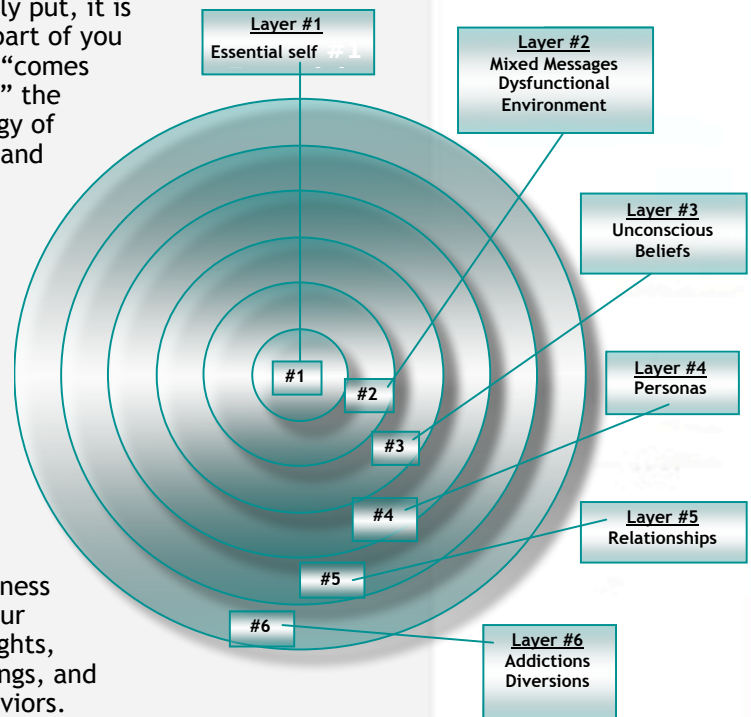 ly put, it is
part of you
“comes
” the
gy of
and
ness
ur
ghts,
ngs, and
viors.
Layer #1
Essential self #1
Layer #2
Mixed Messages
Dysfunctional
Environment
Layer #3
Unconscious
Beliefs
Layer #4
Personas
Layer #5
Relationships
Layer #6
Addictions
Diversions
#1
#2
#3
#4
#5
#6